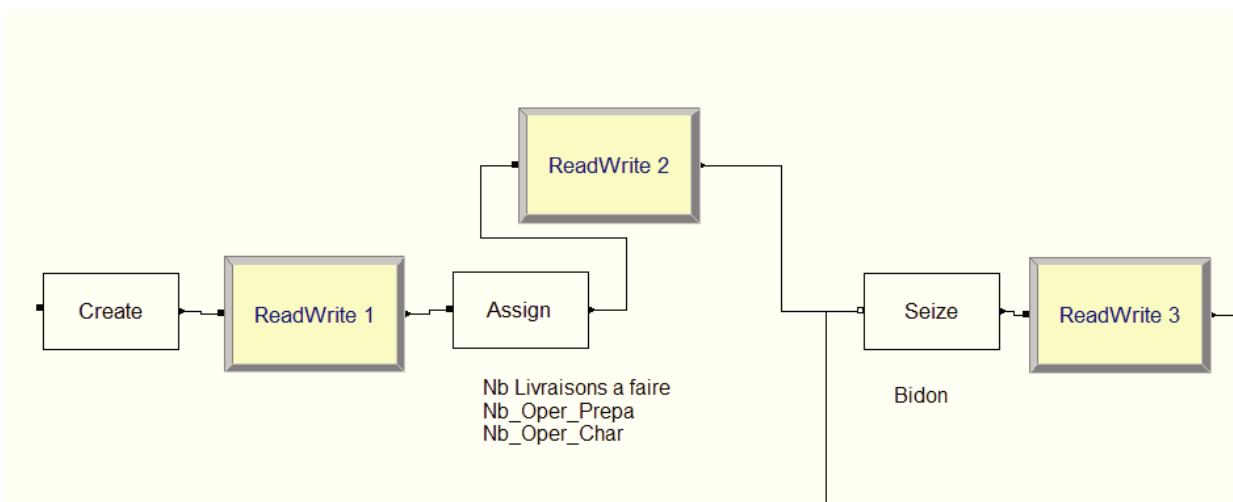 ReadWrite 2
Create
ReadWrite 1
Assign
Seize
ReadWrite 3
Nb Livraisons a faire
Nb_Oper_Prepa
Nb_Oper_Char
Bidon